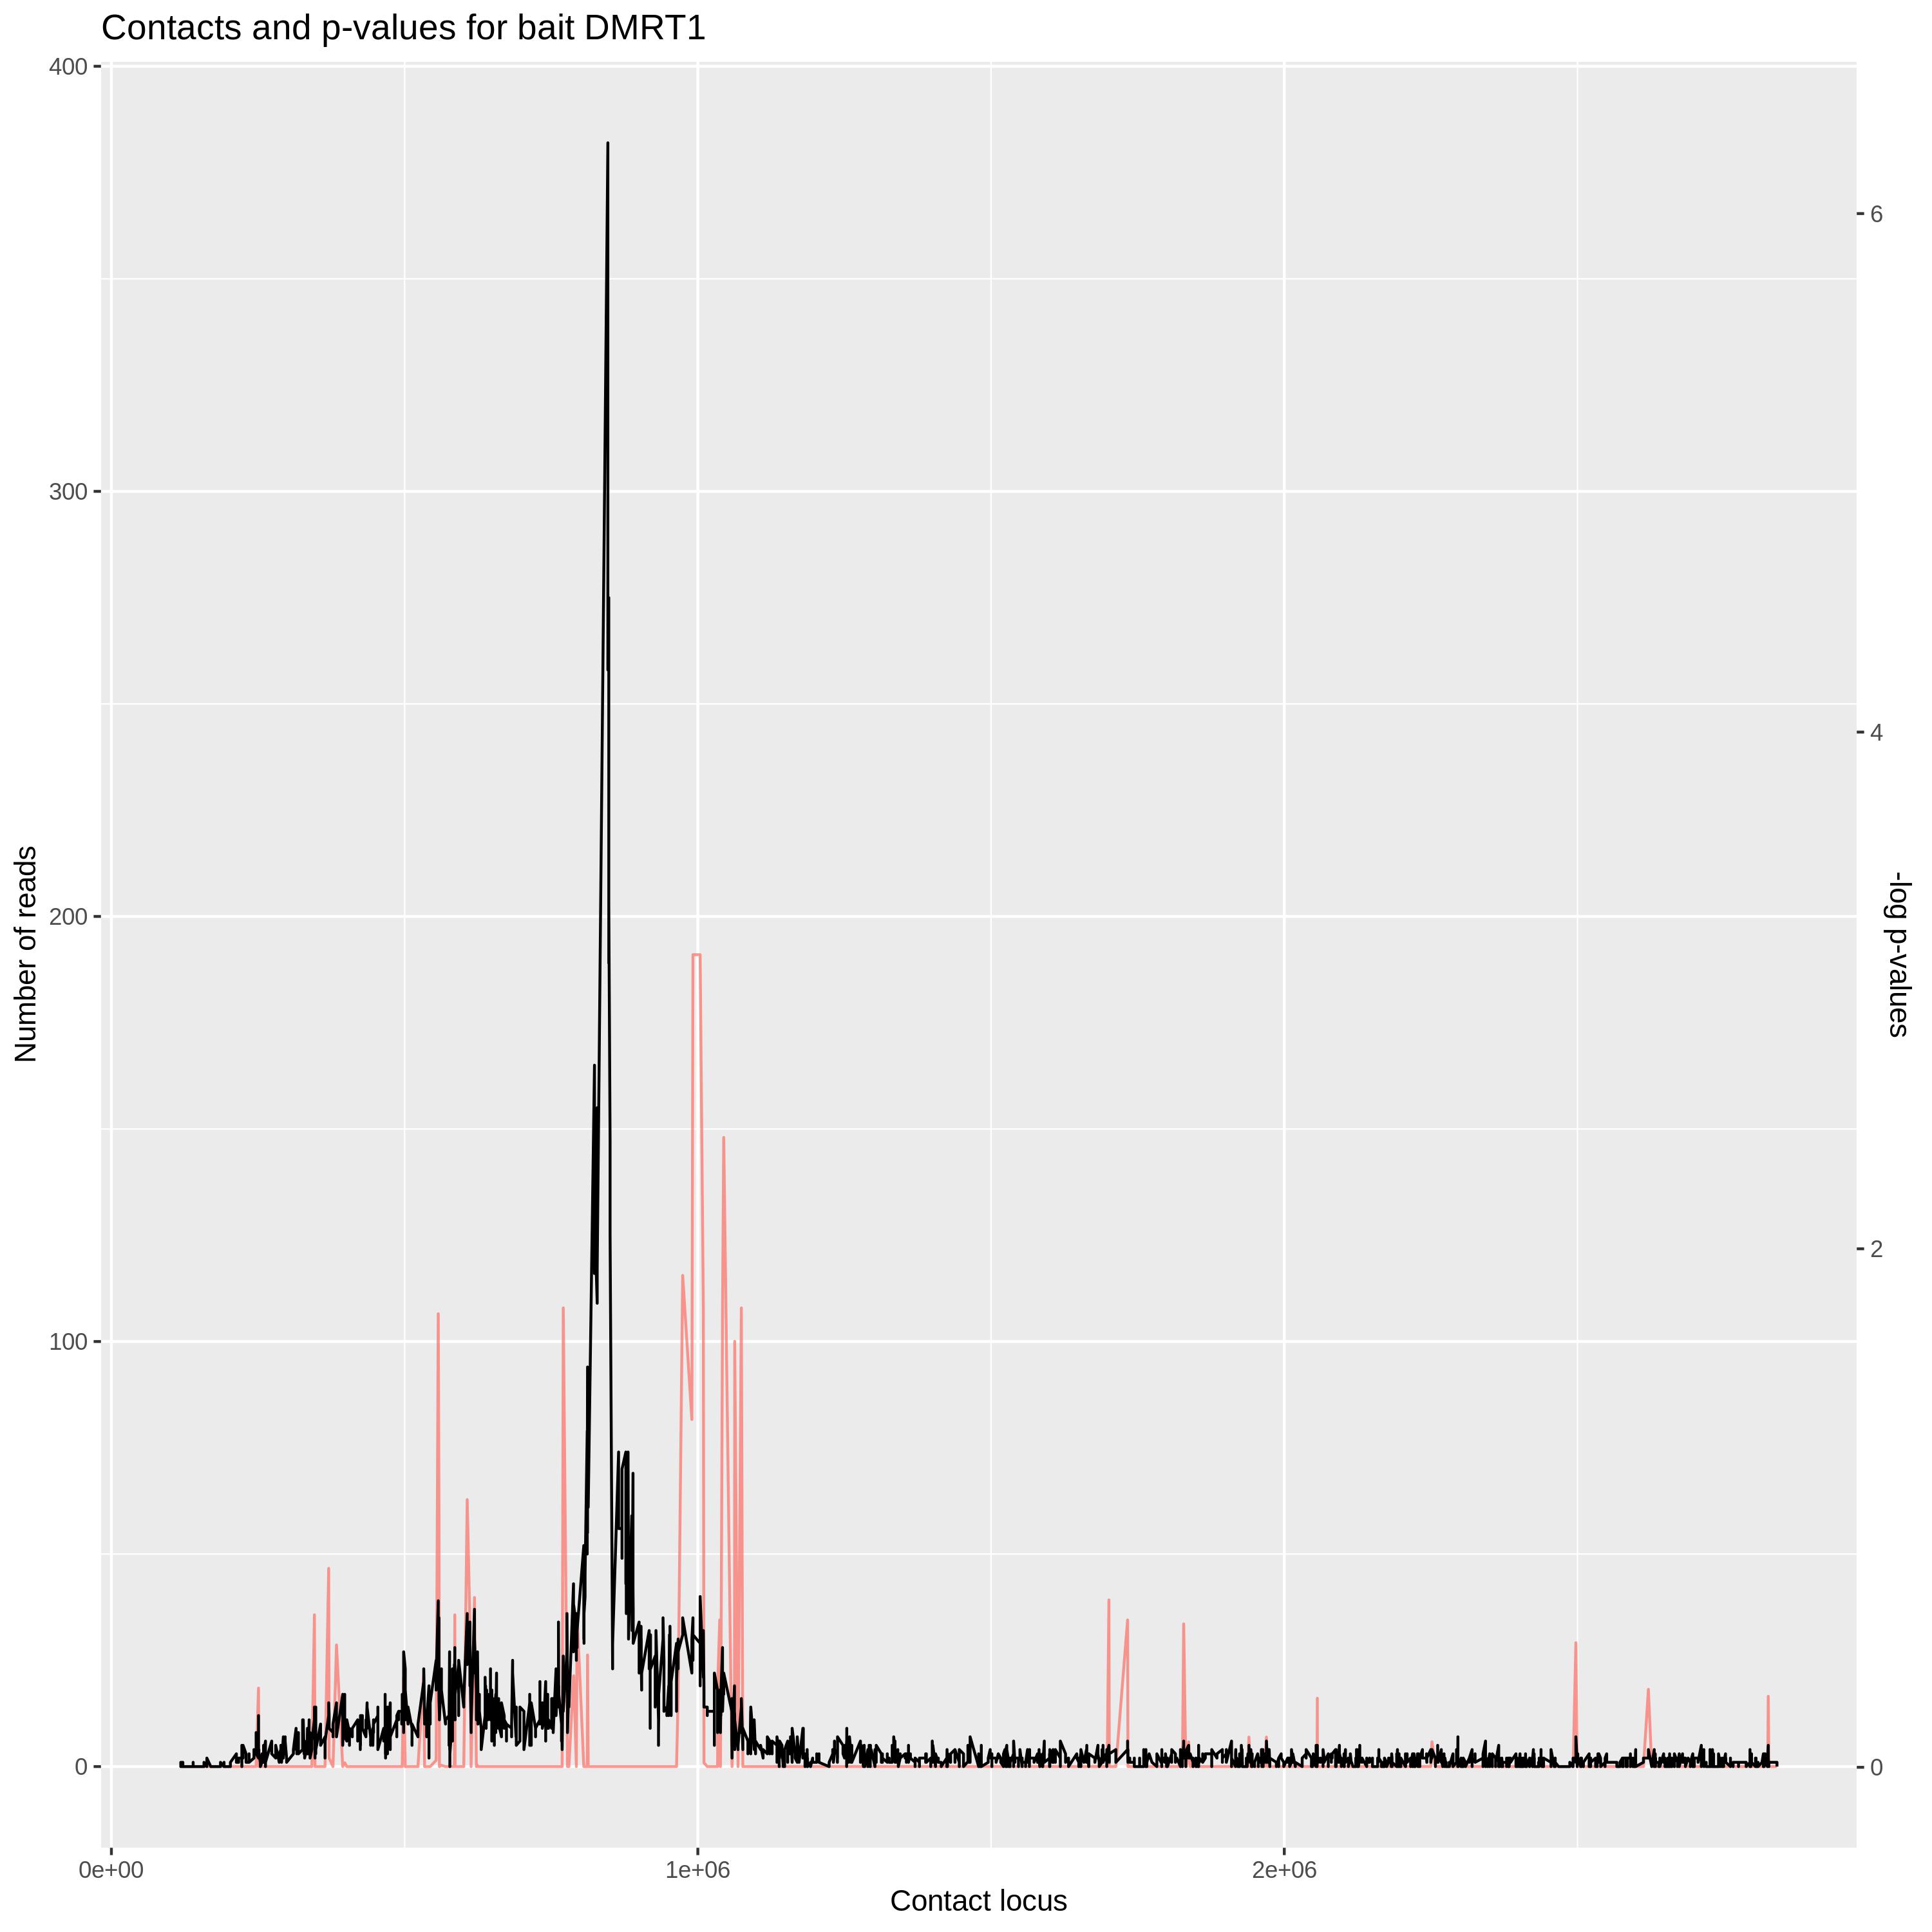 Contacts and p-values for bait DMRT1
400
300
200
100
0
Number of reads
6
4
2
0
-log p-values
0e+00
1e+06
2e+06
Contact locus